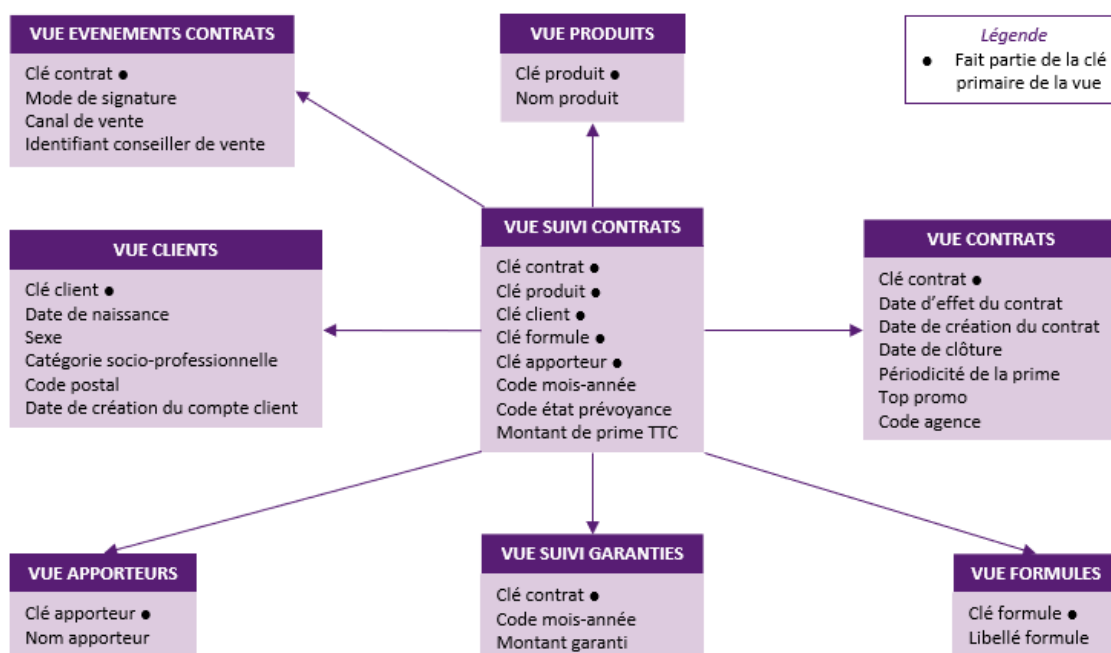 VUE EVENEMENTS CONTRATS
Clé contrat ●
Mode de signature
Canal de vente
Identifiant conseiller de vente
VUE PRODUITS
Clé produit ●
Nom produit
Légende
● Fait partie de la clé
primaire de la vue
VUE CLIENTS
Clé client ●
Date de naissance
Sexe
Catégorie socio-professionnelle
Code postal
Date de création du compte client
VUE SUIVI CONTRATS
Clé contrat ●
Clé produit ●
Clé client ●
Clé formule ●
Clé apporteur ●
Code mois-année
Code état prévoyance
Montant de prime TTC
VUE CONTRATS
Clé contrat ●
Date d'effet du contrat
Date de création du contrat
Date de clôture
Périodicité de la prime
Top promo
Code agence
VUE APPORTEURS
Clé apporteur ●
Nom apporteur
VUE SUIVI GARANTIES
Clé contrat ●
Code mois-année
Montant garanti
VUE FORMULES
Clé formule ●
Libellé formule